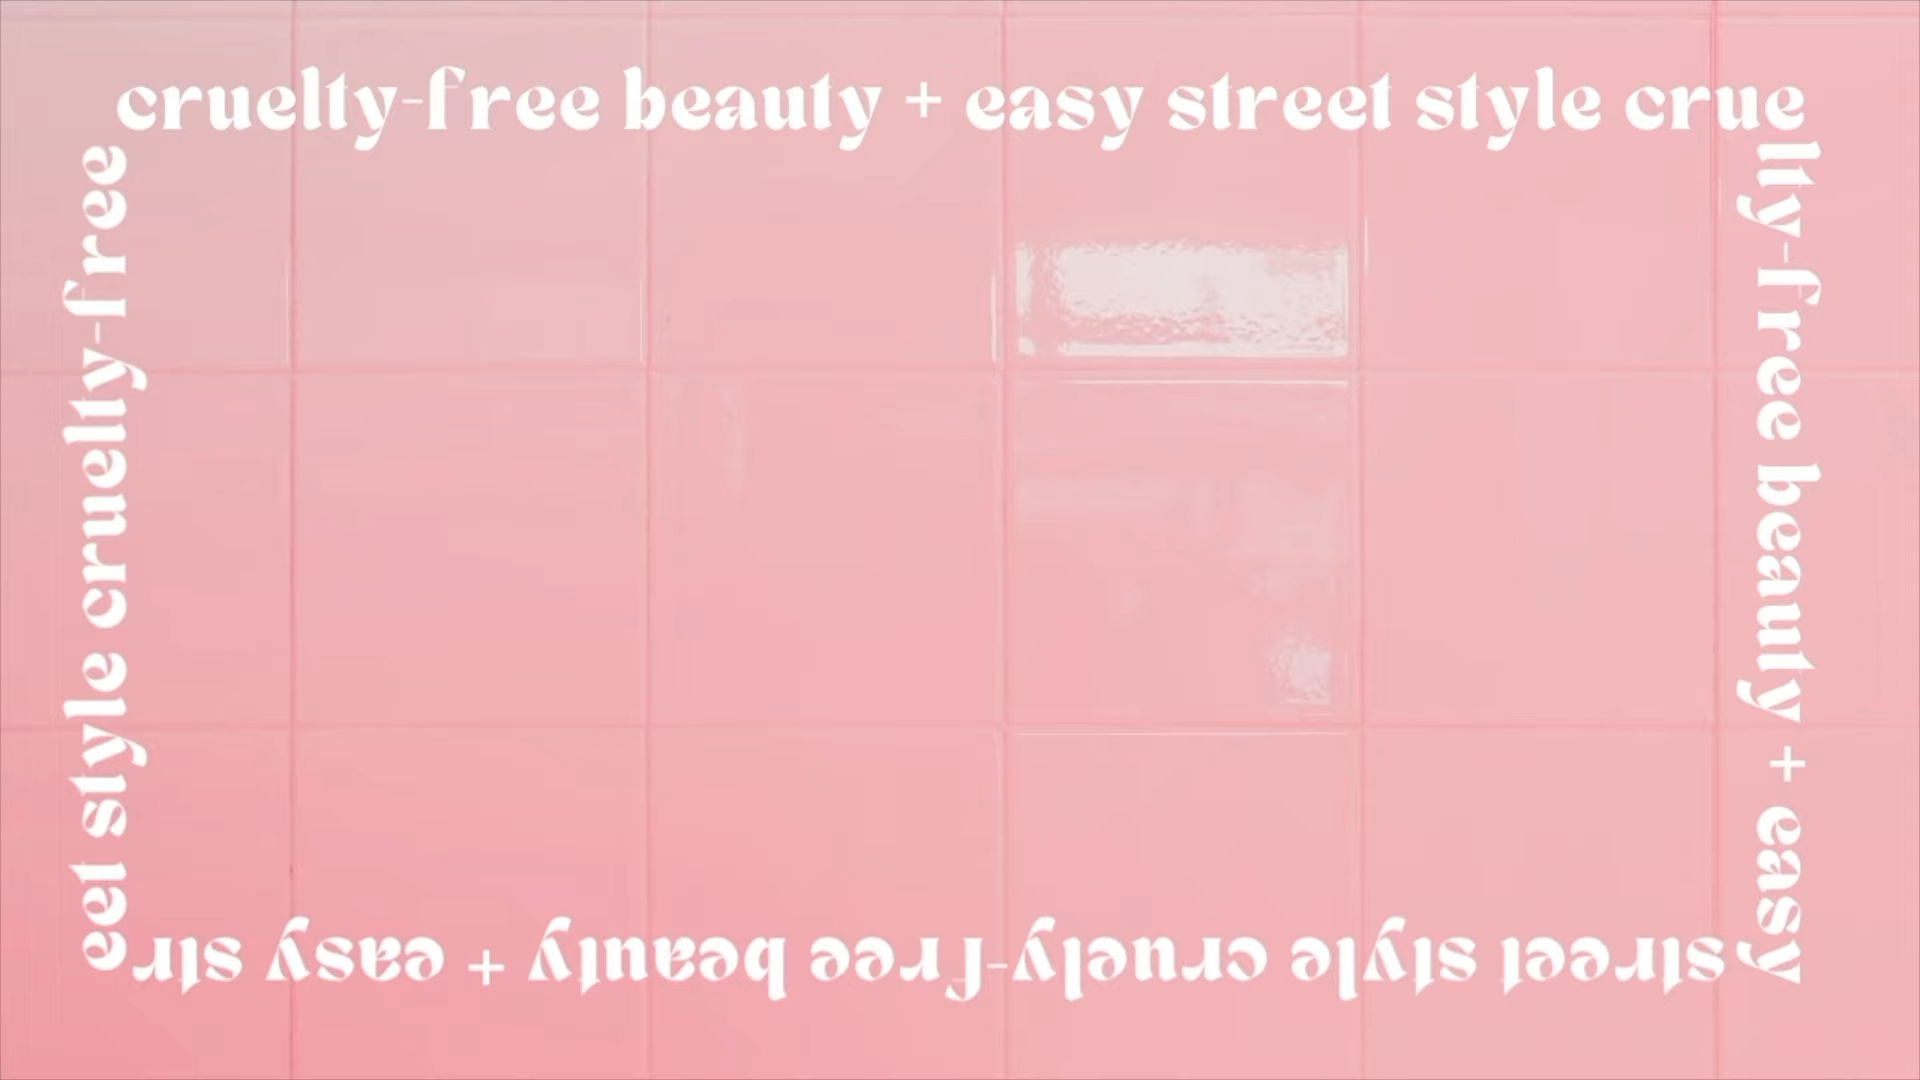 cruelty-free beauty + easy street style crue
lty-free beauty + easy
street style cruely-free beauty + easy str
eet style cruelty-free